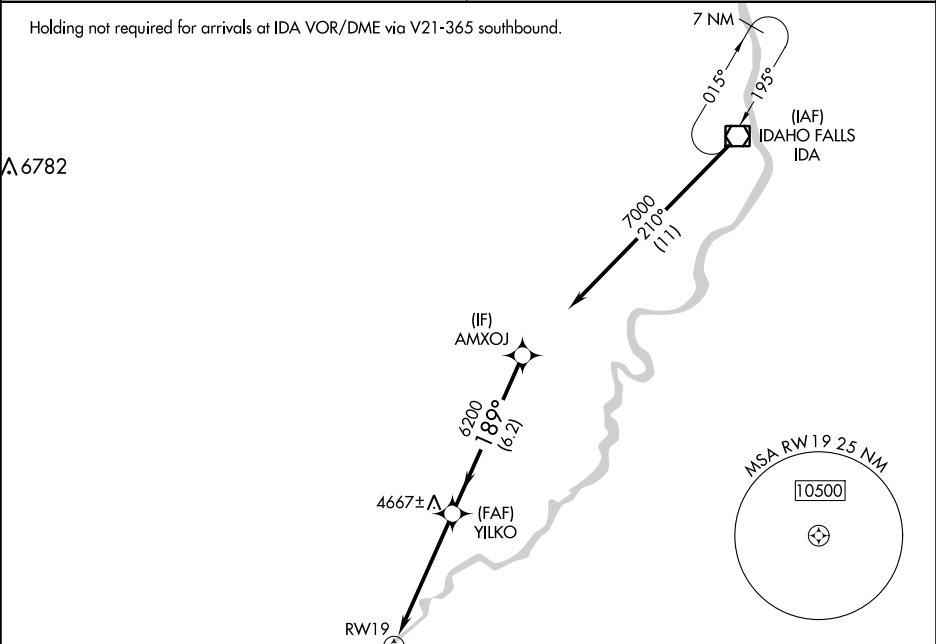 Holding not required for arrivals at IDA VOR/DME via V21-365 southbound.
7 NM
015°
195°
(IAF)
IDAHO FALLS
IDA
6782
7000
210°
(11)
(IF)
AMXOJ
6200
189°
(6.2)
4667±
(FAF)
YILKO
MSA RW19 25 NM
10500
RW19